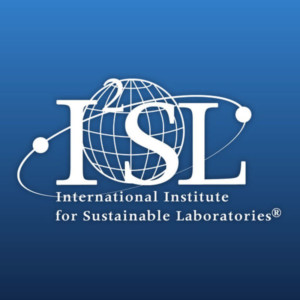 I²SL
International Institute
for Sustainable Laboratories®